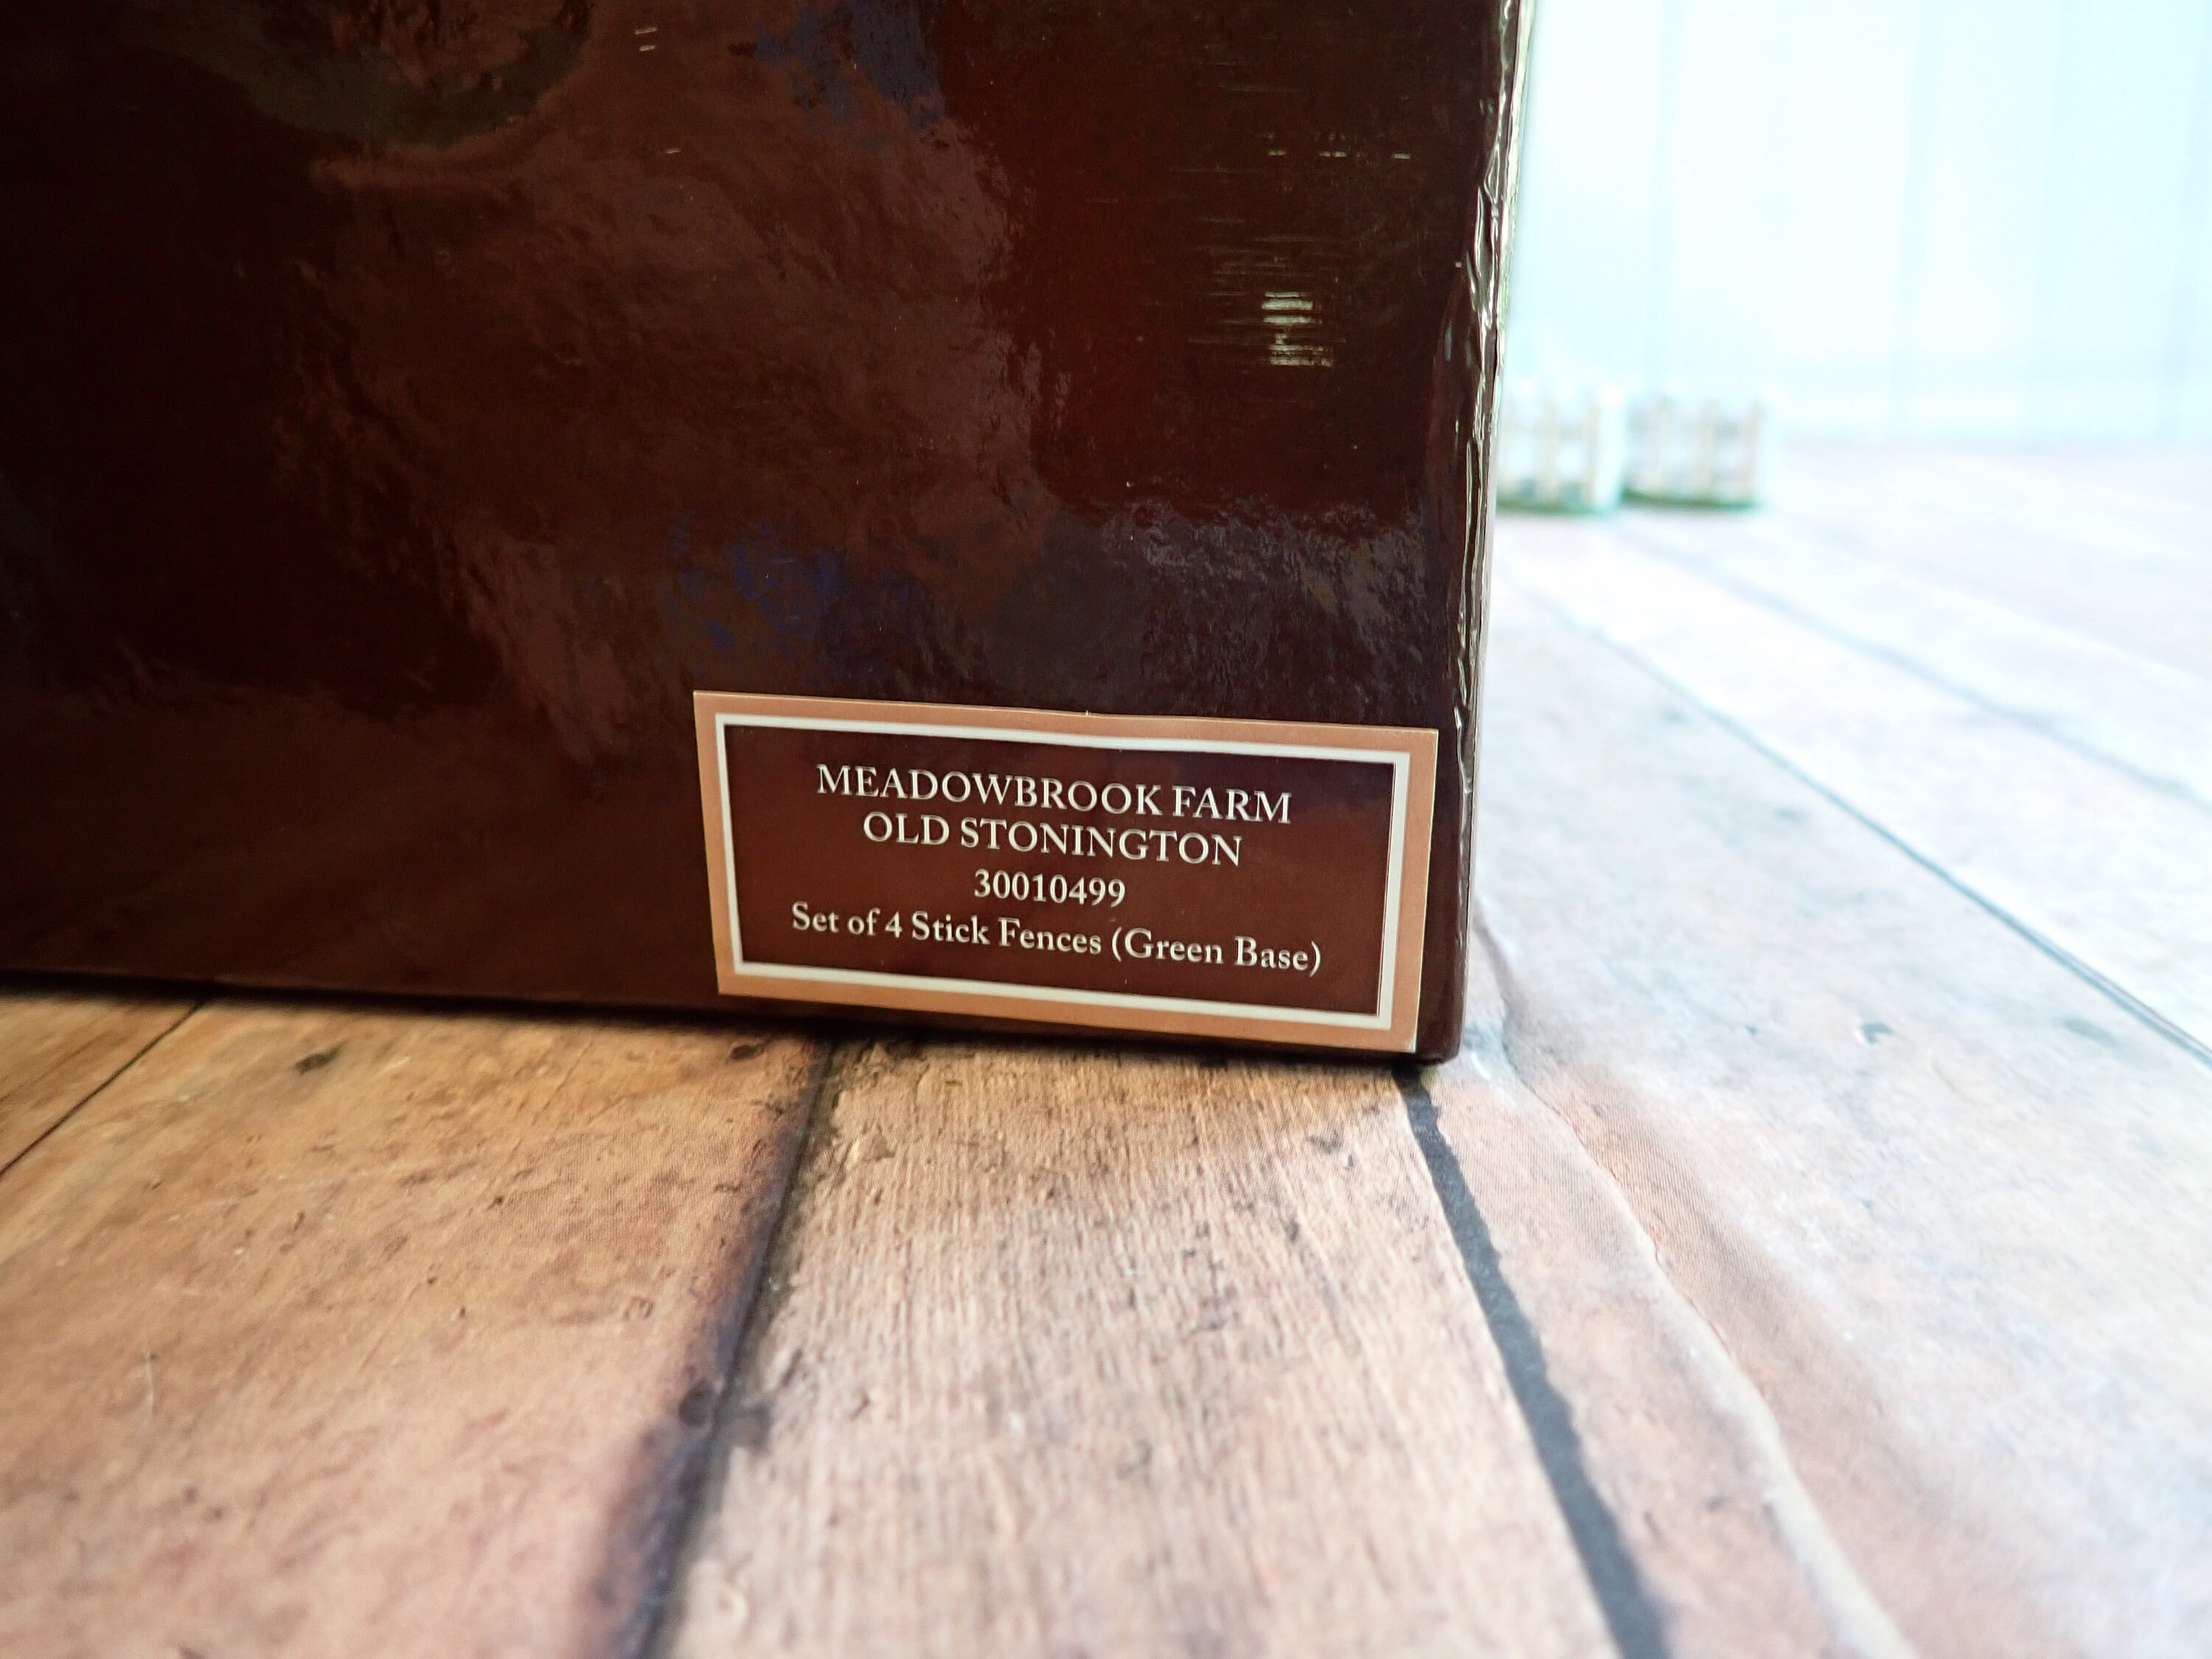 MEADOWBROOK FARM
OLD STONINGTON
30010499
Set of 4 Stick Fences (Green Base)